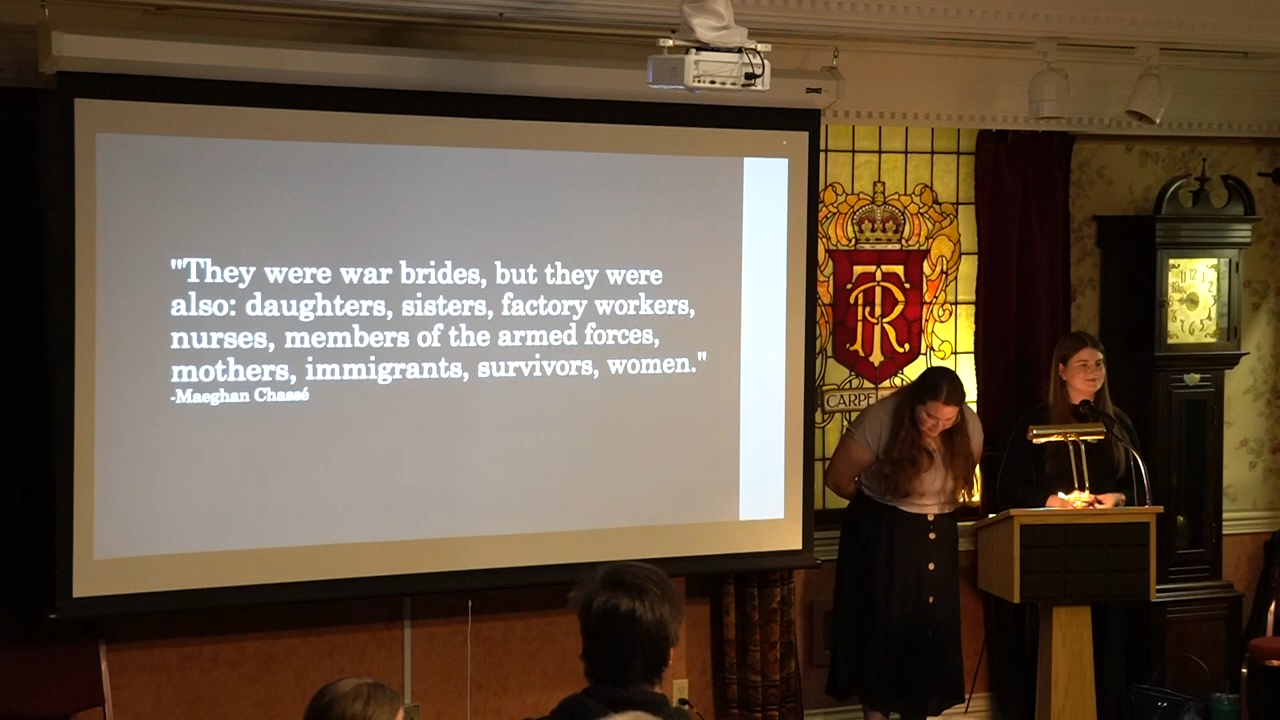 "They were war brides, but they were
also: daughters, sisters, factory workers,
nurses, members of the armed forces,
mothers, immigrants, survivors, women."
-Maeghan Chassé
TR
CARPE